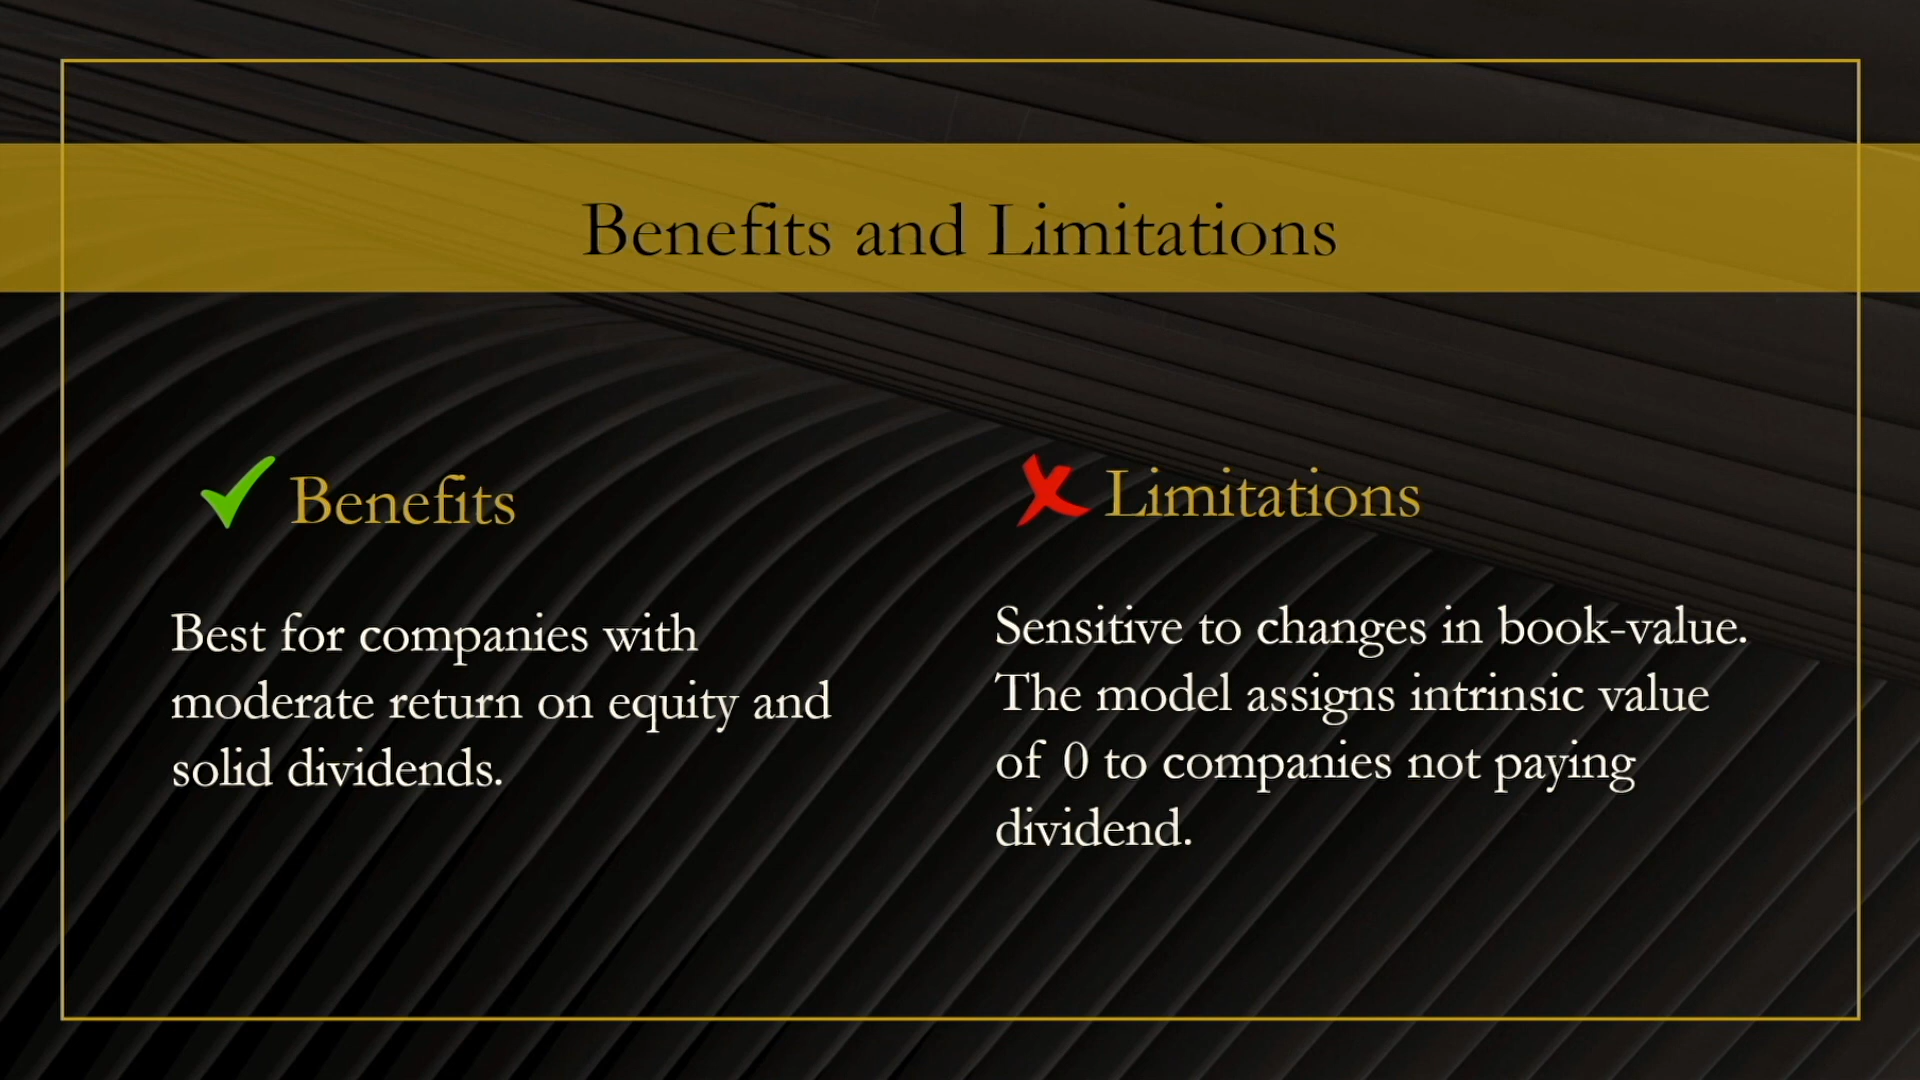 Benefits and Limitations
Benefits
Best for companies with
moderate return on equity and
solid dividends.
Limitations
Sensitive to changes in book-value.
The model assigns intrinsic value
of 0 to companies not paying
dividend.